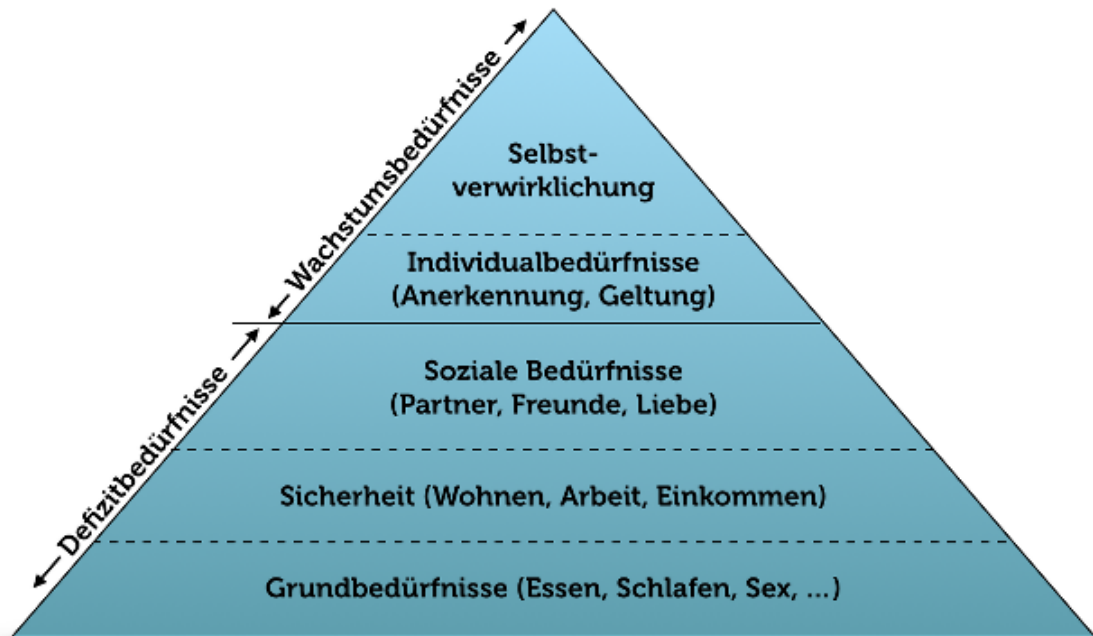 Wachstumsbedürfnisse
Defizitbedürfnisse
Selbst-
verwirklichung
Individualbedürfnisse
(Anerkennung, Geltung)
Soziale Bedürfnisse
(Partner, Freunde, Liebe)
Sicherheit (Wohnen, Arbeit, Einkommen)
Grundbedürfnisse (Essen, Schlafen, Sex, ...)